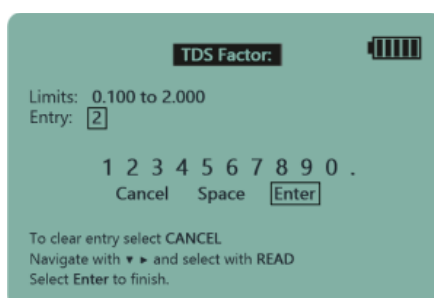 TDS Factor:
Limits: 0.100 to 2.000
Entry: 2
1 2 3 4 5 6 7 8 9 0 .
Cancel Space Enter
To clear entry select CANCEL
Navigate with ▼ ► and select with READ
Select Enter to finish.